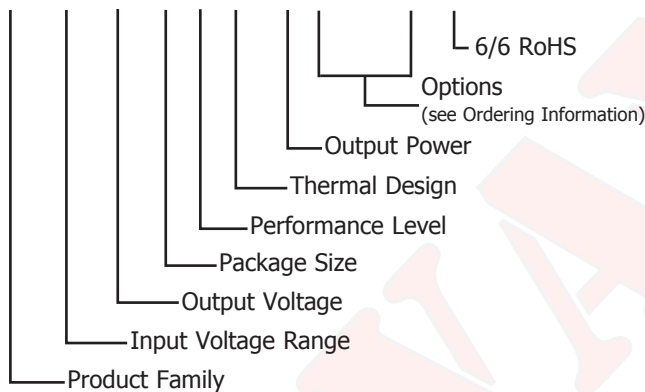 6/6 RoHS
Options
(see Ordering Information)
Output Power
Thermal Design
Performance Level
Package Size
Output Voltage
Input Voltage Range
Product Family